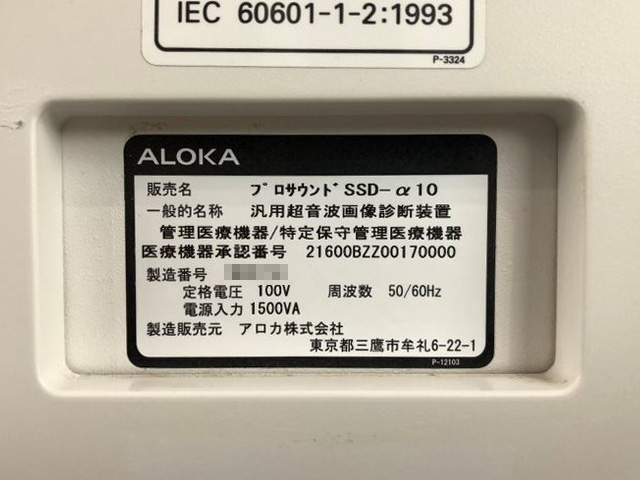 IEC 60601-1-2:1993
P-3324
ALOKA
販売名 プロサウンドSSD-α10
一般的名称 汎用超音波画像診断装置
管理医療機器/特定保守管理医療機器
医療機器承認番号 21600BZZ00170000
製造番号
定格電圧 100V 周波数 50/60Hz
電源入力 1500VA
製造販売元 アロカ株式会社
東京都三鷹市牟礼6-22-1
P-12103